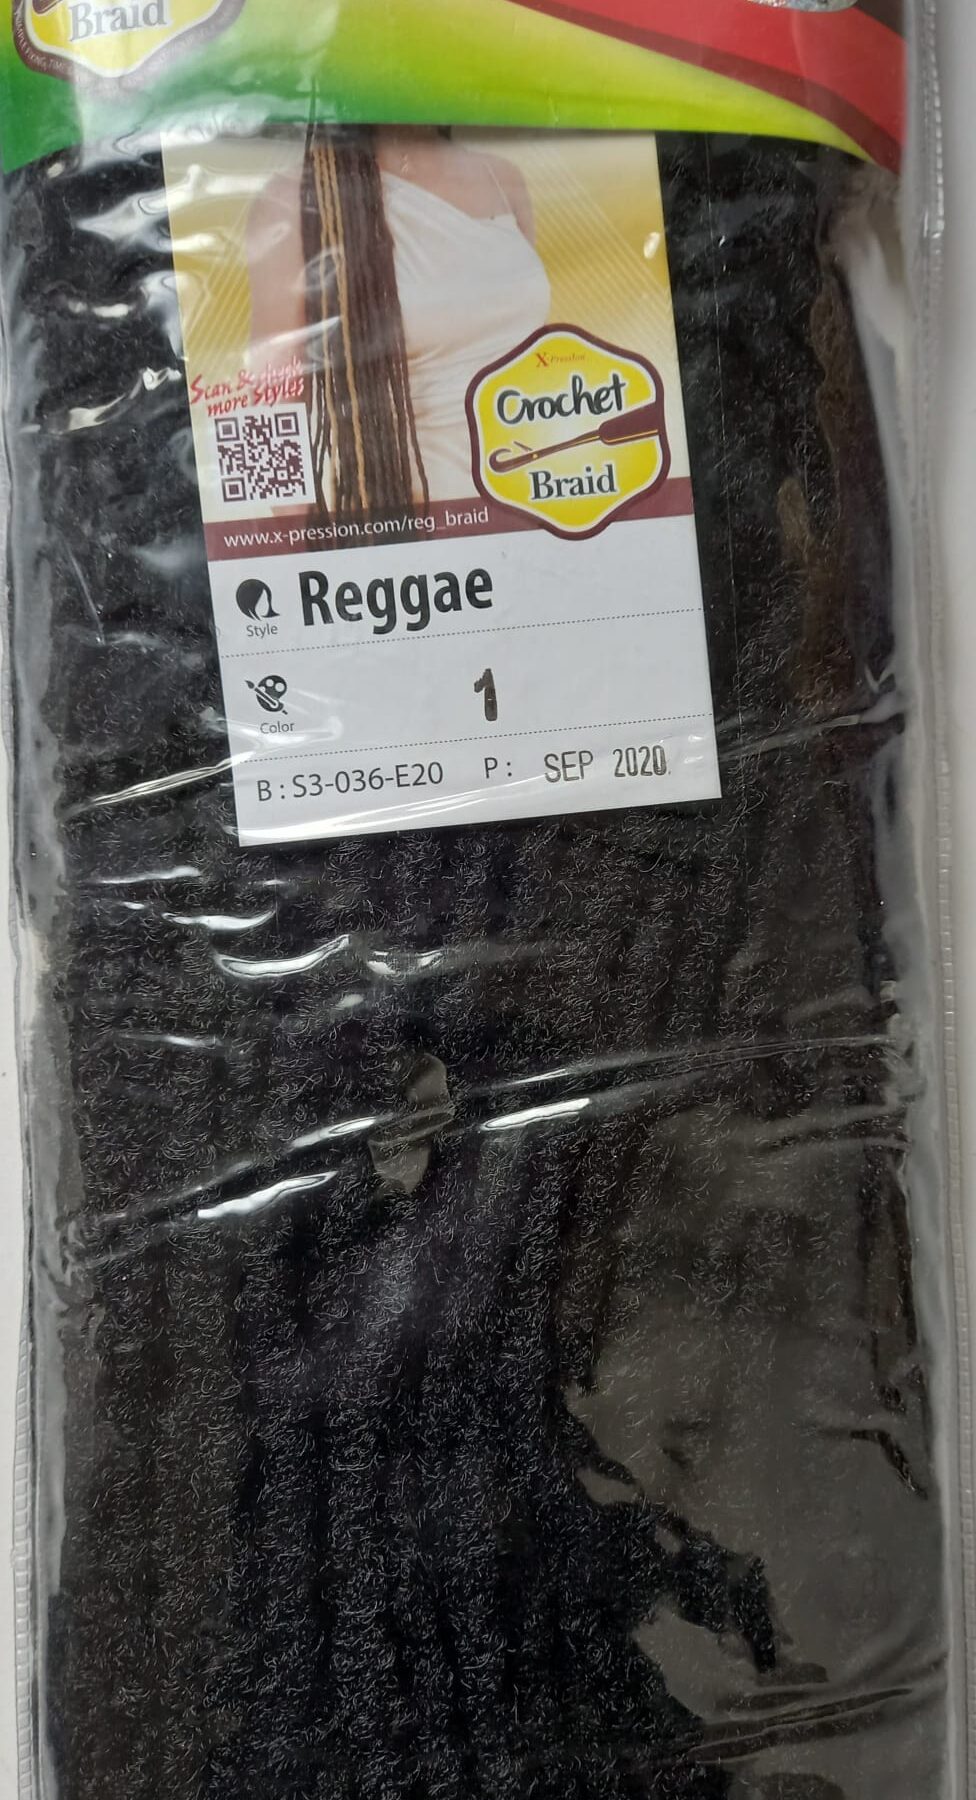 Braid
Scan & check
more Styles
X-Pression
Crochet
Braid
www.x-pression.com/reg_braid
Style
Reggae
Color
1
B : S3-036-E20 P : SEP 2020